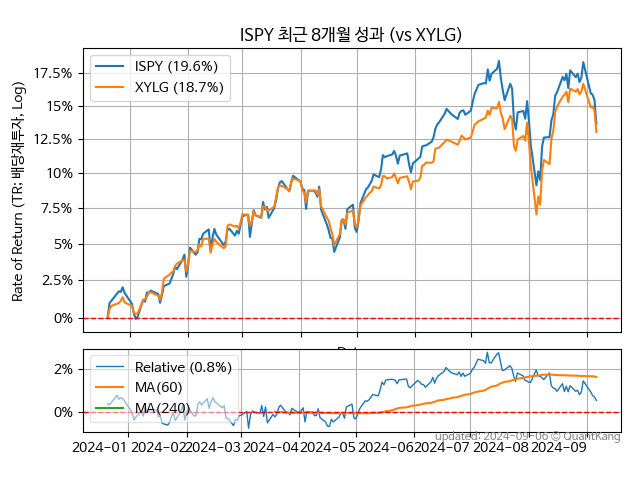 ISPY 최근 8개월 성과 (vs XYLG)
Rate of Return (TR: 배당재투자, Log)
ISPY (19.6%)
XYLG (18.7%)
17.5%
15%
12.5%
10%
7.5%
5%
2.5%
0%
Relative (0.8%)
MA(60)
MA(240)
2%
0%
2024-01
2024-02
2024-03
2024-04
2024-05
2024-06
2024-07
2024-08
2024-09
updated: 2024-09-06 © QuantKang